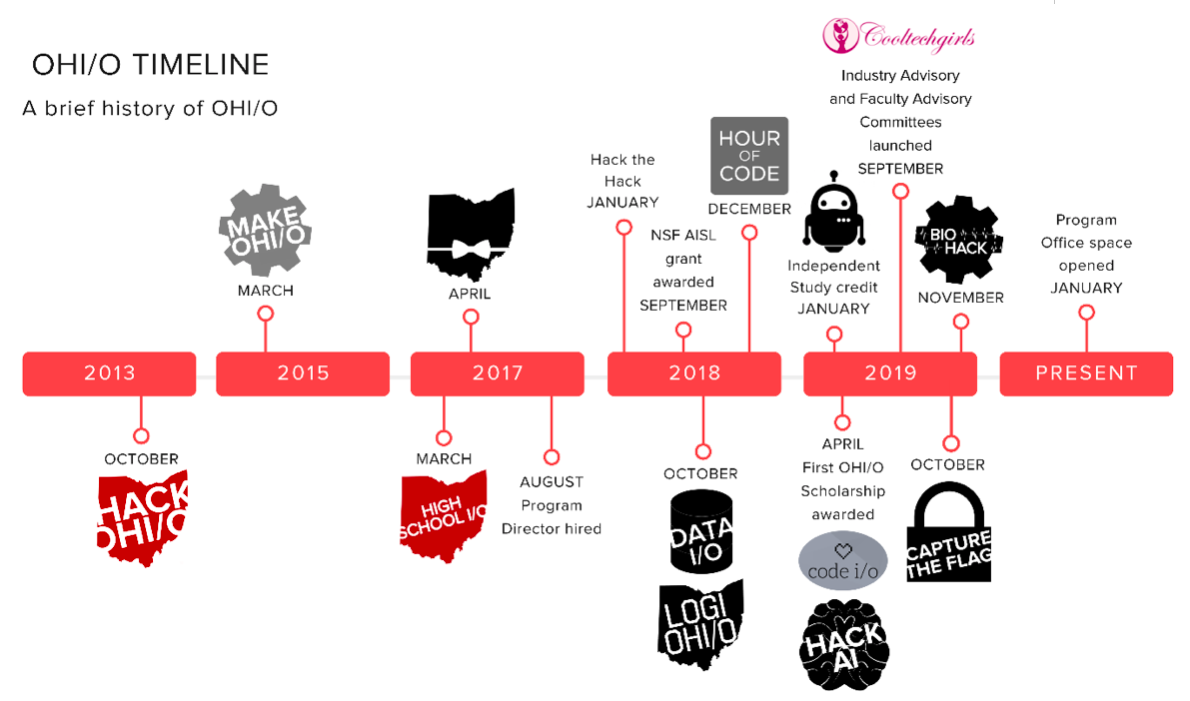 OHI/O TIMELINE
A brief history of OHI/O
Cooltechgirls
Industry Advisory
and Faculty Advisory
Committees
launched
SEPTEMBER
MAKE
OHI/O
MARCH
APRIL
Hack the
Hack
JANUARY
NSF AISL
grant
awarded
SEPTEMBER
HOUR
OF
CODE
DECEMBER
Independent
Study credit
JANUARY
BIO
HACK
NOVEMBER
Program
Office space
opened
JANUARY
2013
2015
2017
2018
2019
PRESENT
OCTOBER
HACK
OHI/O
MARCH
HIGH
SCHOOL I/O
AUGUST
Program
Director hired
OCTOBER
DATA
I/O
LOGI
OHI/O
APRIL
First OHI/O
Scholarship
awarded
code i/o
HACK
AI
OCTOBER
CAPTURE
THE FLAG